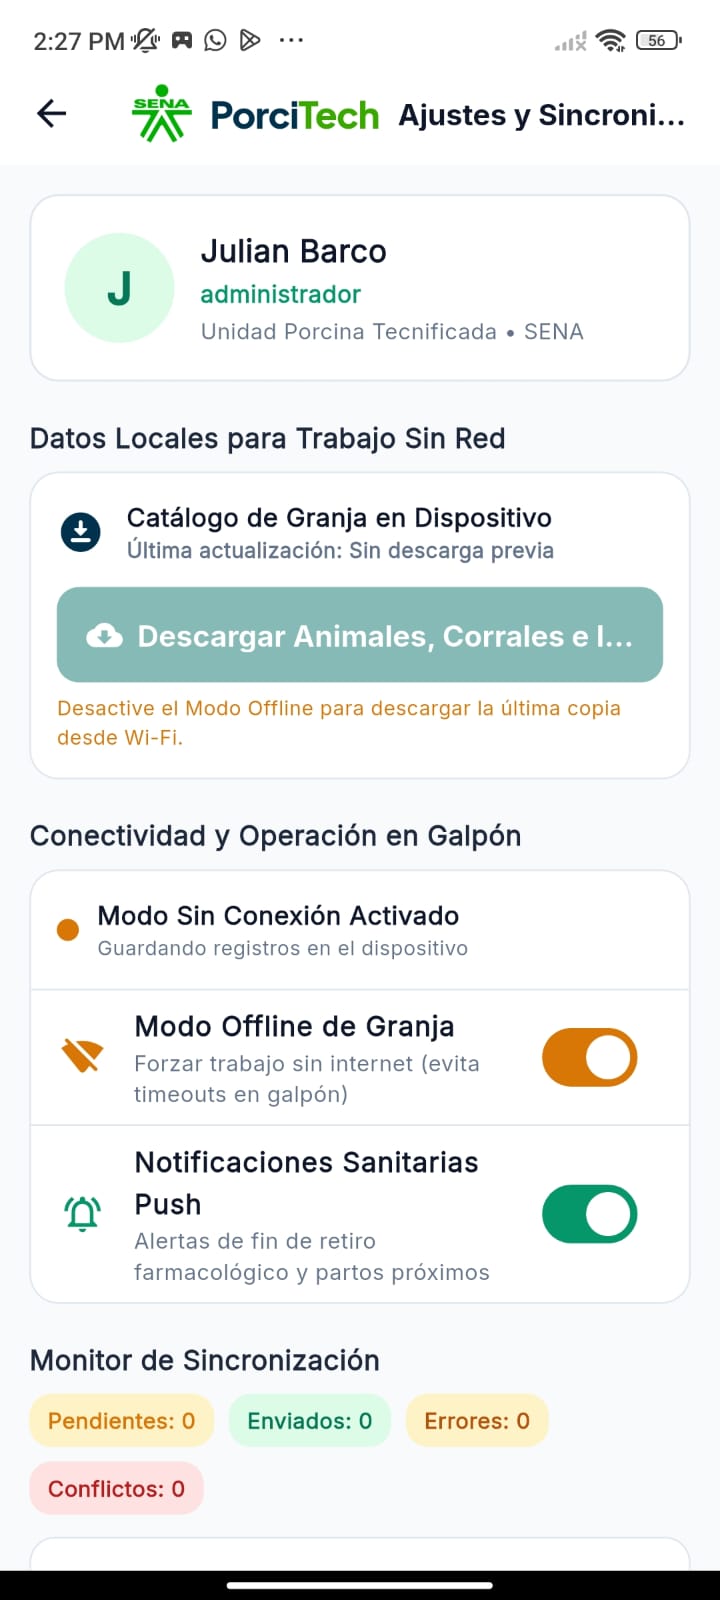 2:27 PM
56
SENA
PorciTech Ajustes y Sincroni...
J
Julian Barco
administrador
Unidad Porcina Tecnificada • SENA
Datos Locales para Trabajo Sin Red
Catálogo de Granja en Dispositivo
Última actualización: Sin descarga previa
Descargar Animales, Corrales e I...
Desactive el Modo Offline para descargar la última copia
desde Wi-Fi.
Conectividad y Operación en Galpón
Modo Sin Conexión Activado
Guardando registros en el dispositivo
Modo Offline de Granja
Forzar trabajo sin internet (evita
timeouts en galpón)
Notificaciones Sanitarias
Push
Alertas de fin de retiro
farmacológico y partos próximos
Monitor de Sincronización
Pendientes: 0
Enviados: 0
Errores: 0
Conflictos: 0